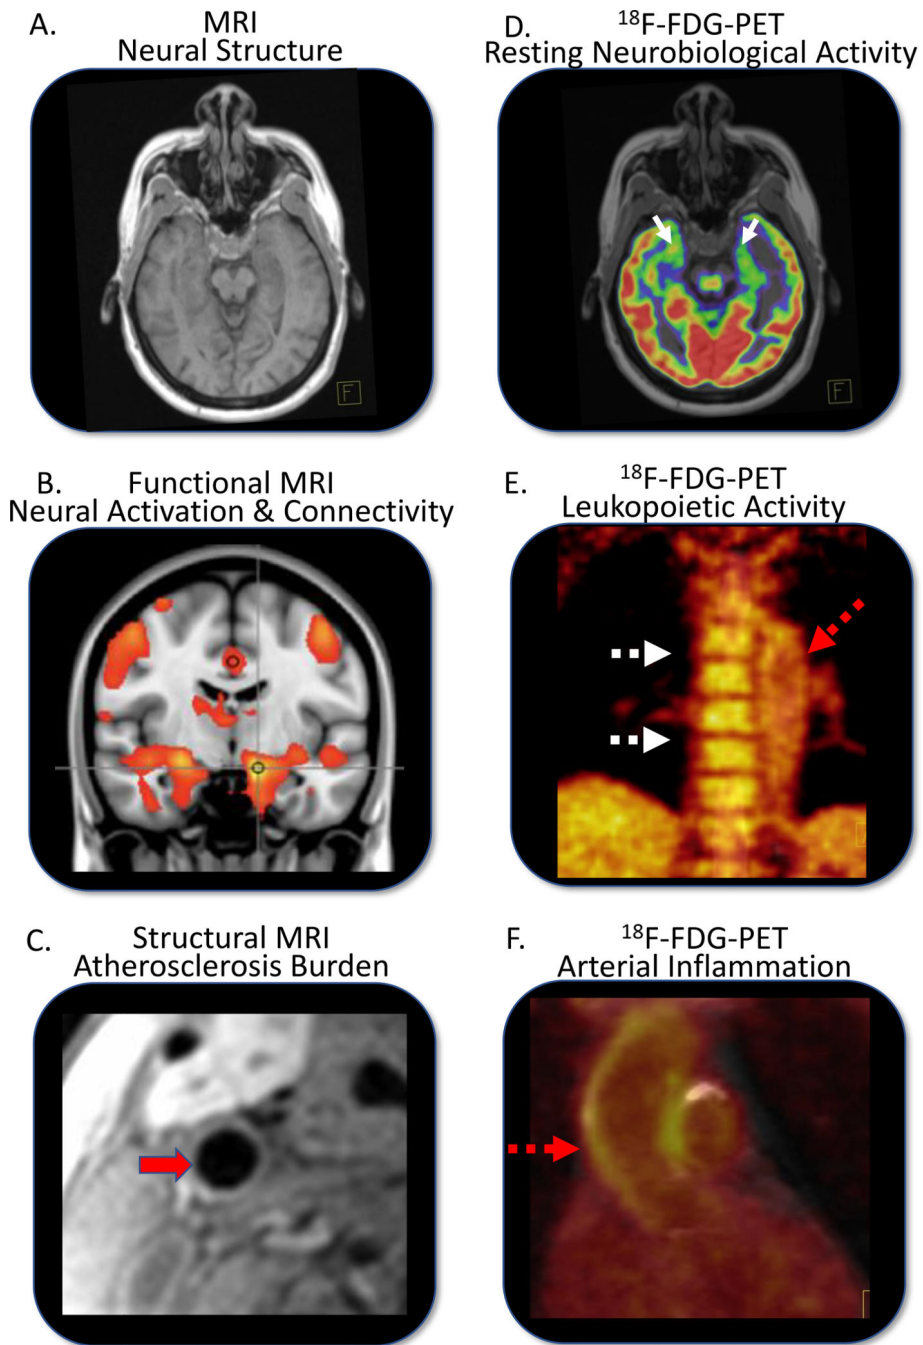 A.
MRI
Neural Structure
F
B.
Functional MRI
Neural Activation & Connectivity
C.
Structural MRI
Atherosclerosis Burden
D.
¹⁸F-FDG-PET
Resting Neurobiological Activity
F
E.
¹⁸F-FDG-PET
Leukopoietic Activity
F.
¹⁸F-FDG-PET
Arterial Inflammation